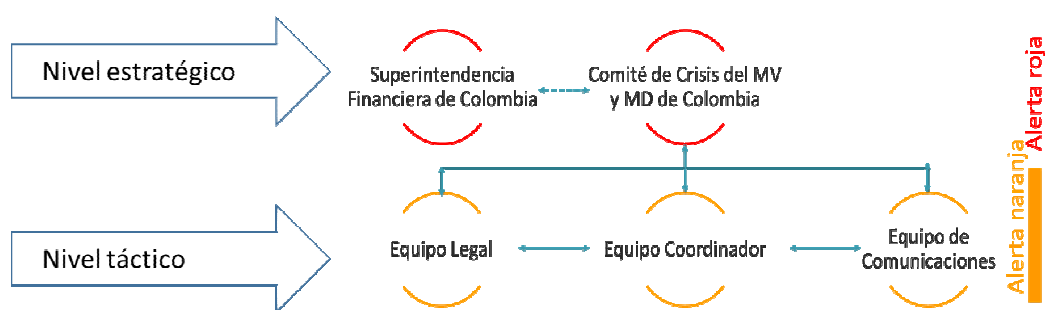 Nivel estratégico
Superintendencia
Financiera de Colombia
Comité de Crisis del MV
y MD de Colombia
Alerta roja
Nivel táctico
Equipo Legal
Equipo Coordinador
Equipo de
Comunicaciones
Alerta naranja